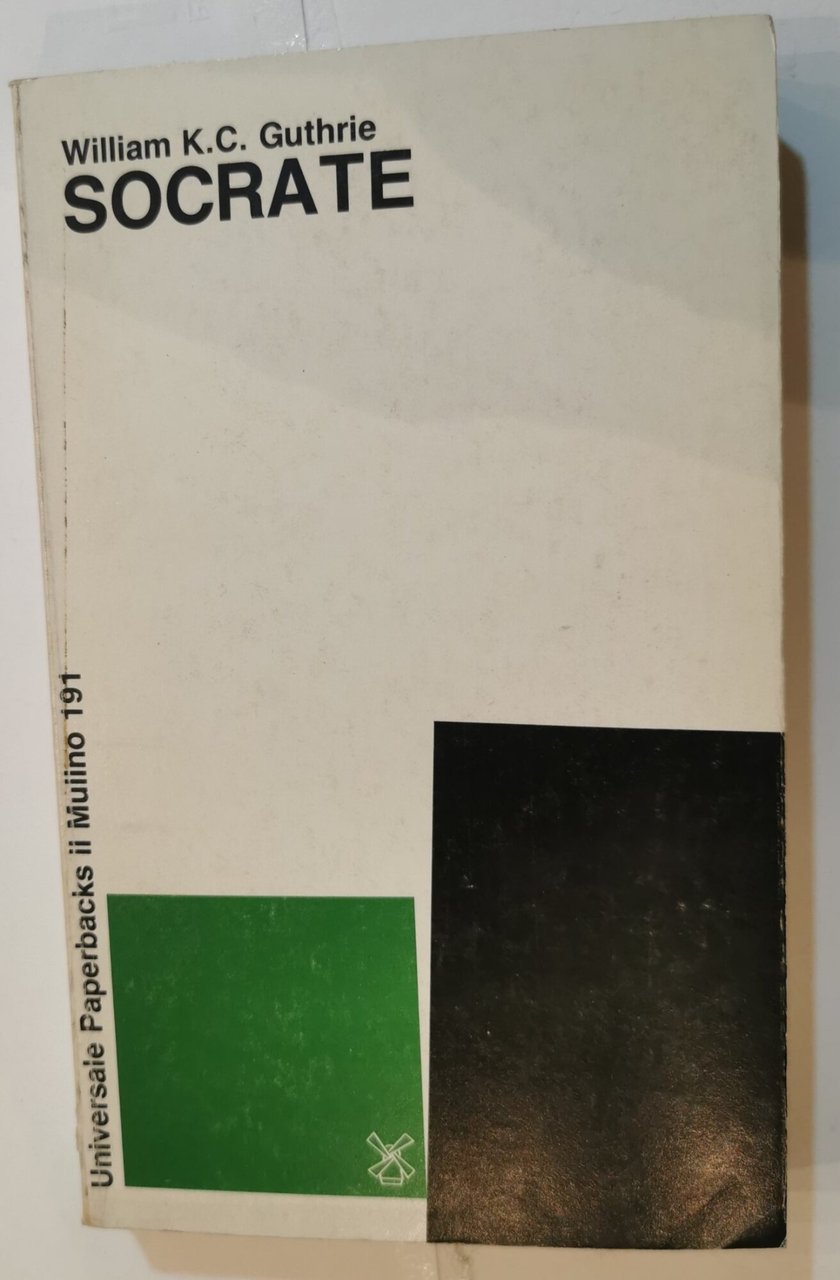 William K.C. Guthrie
SOCRATE
Universale Paperbacks il Mulino 191